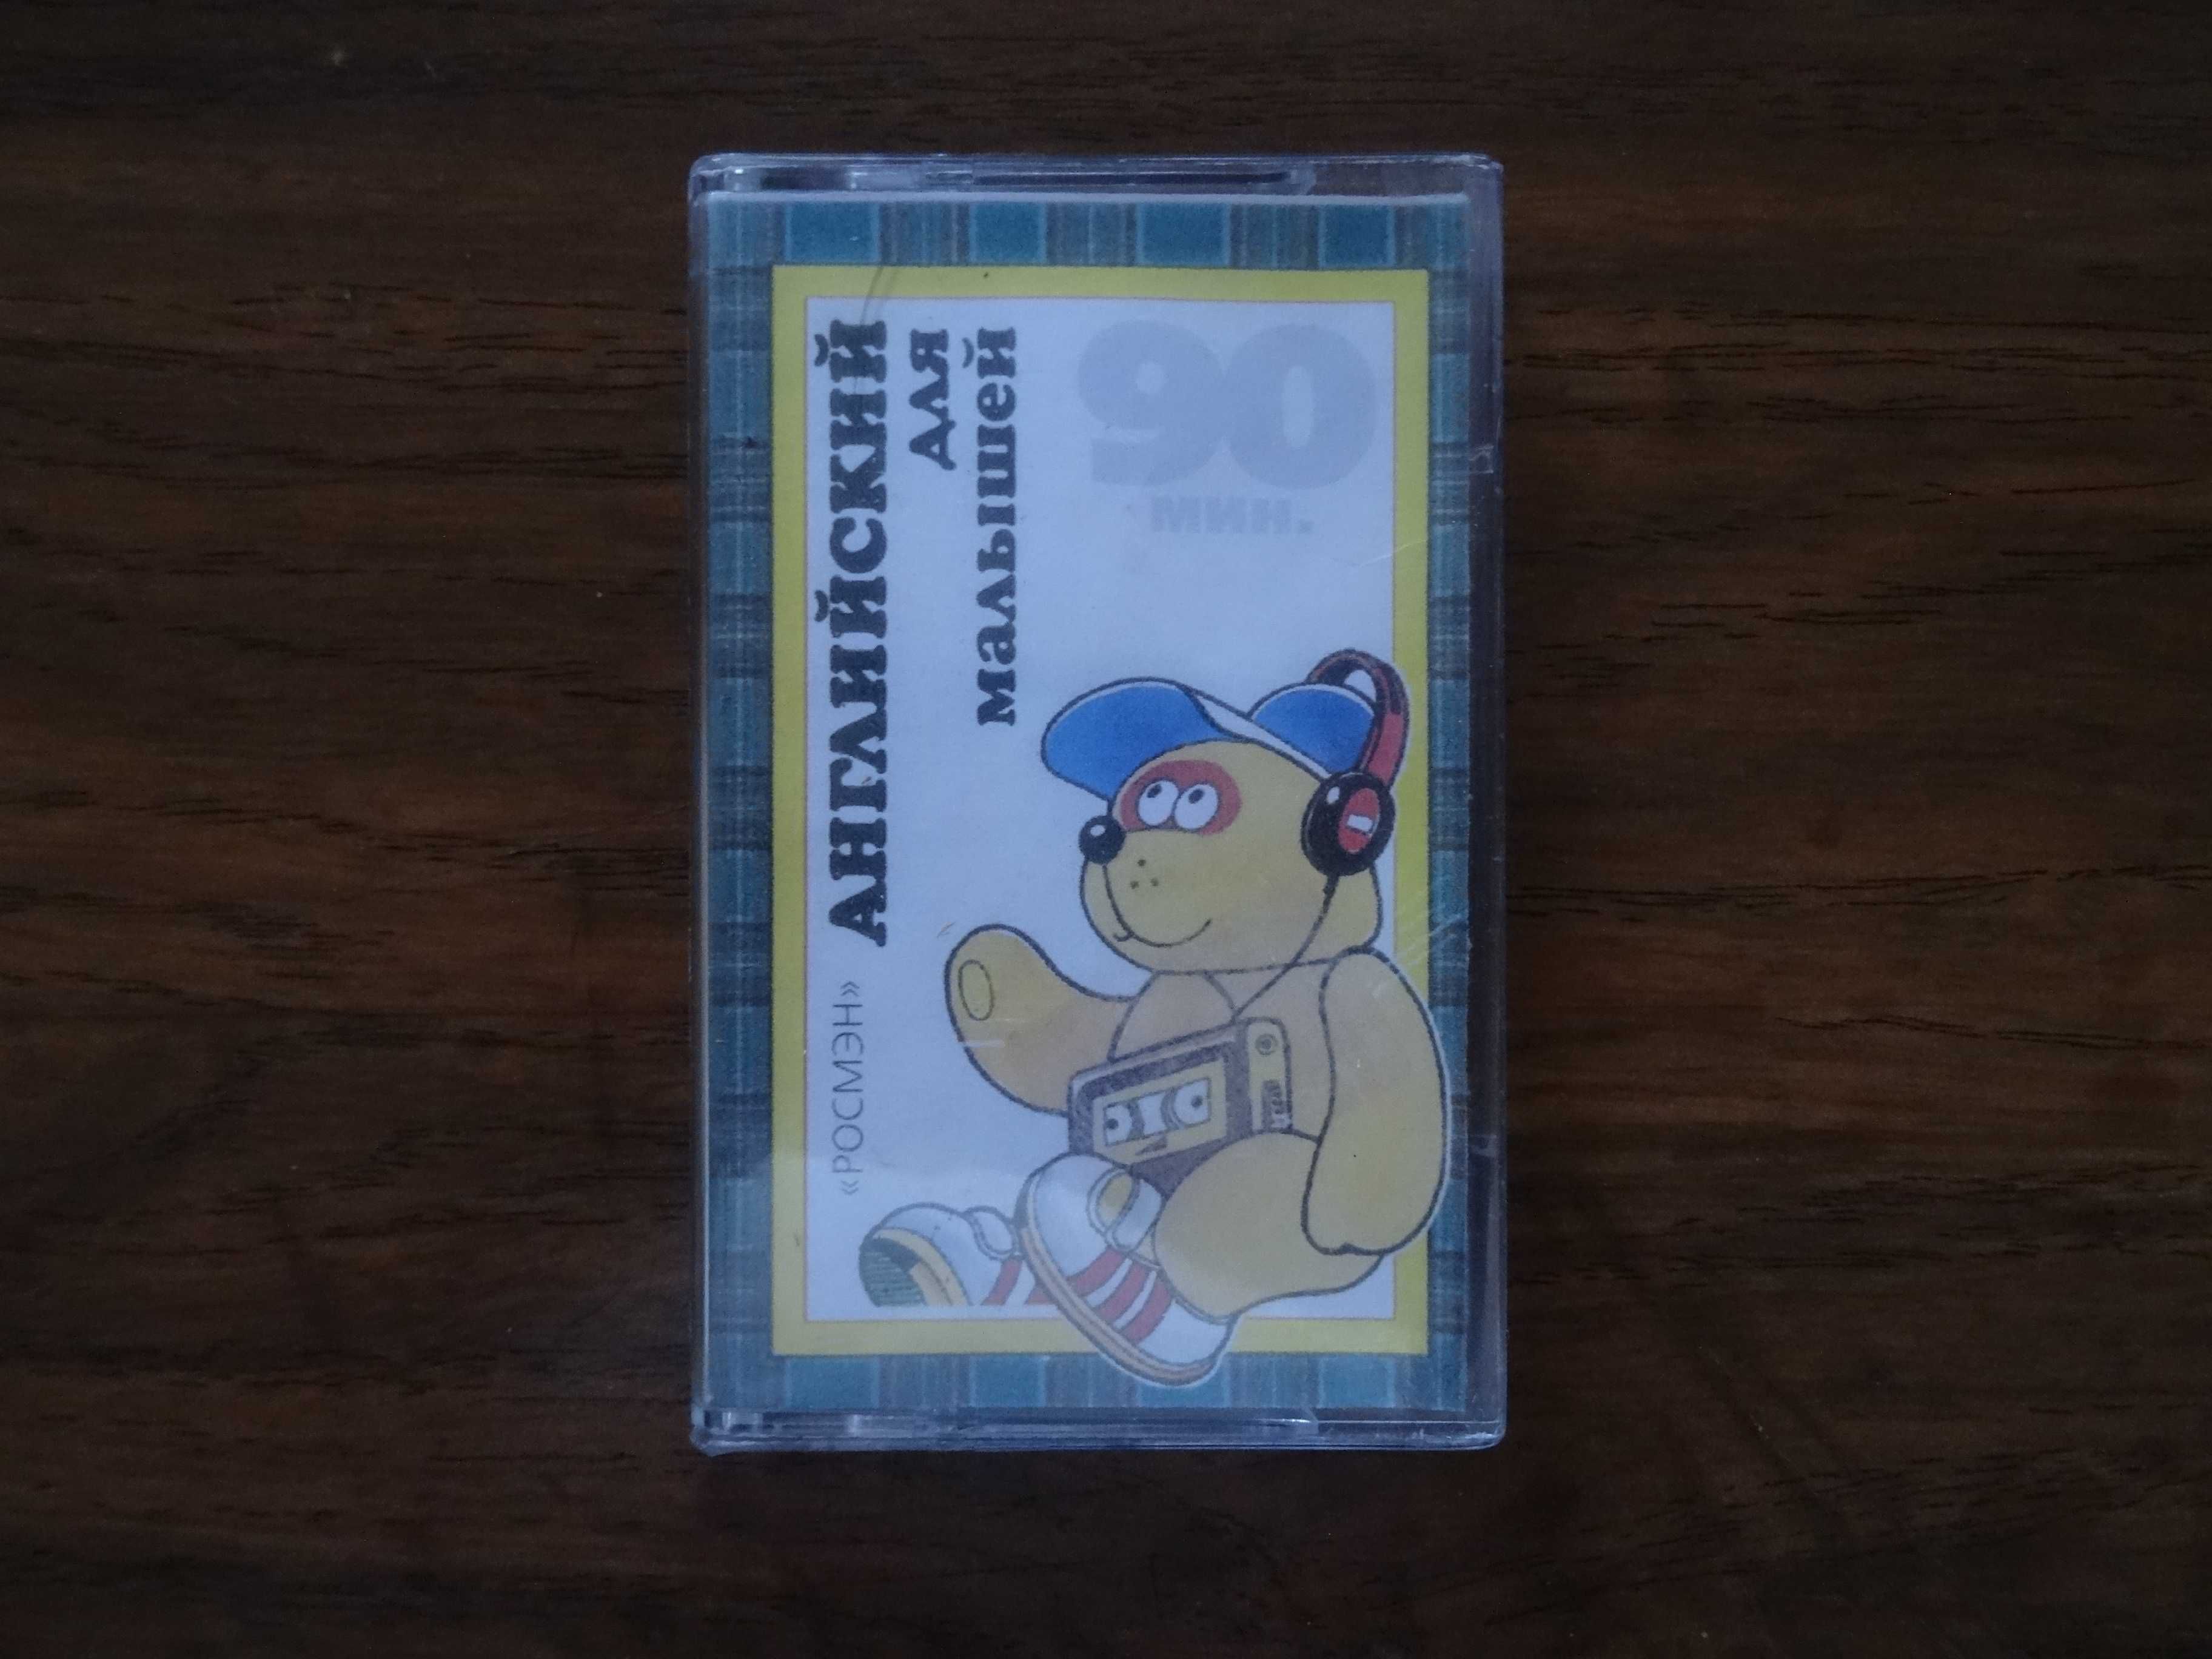 «РОСМЭН»
АНГЛИЙСКИЙ
для
малышей
90
мин.